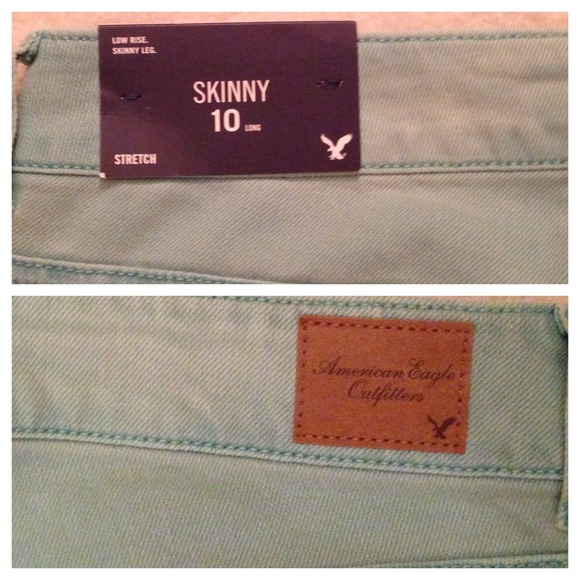 LOW RISE.
SKINNY LEG.
SKINNY
10 LONG
STRETCH
American Eagle
Outfitters